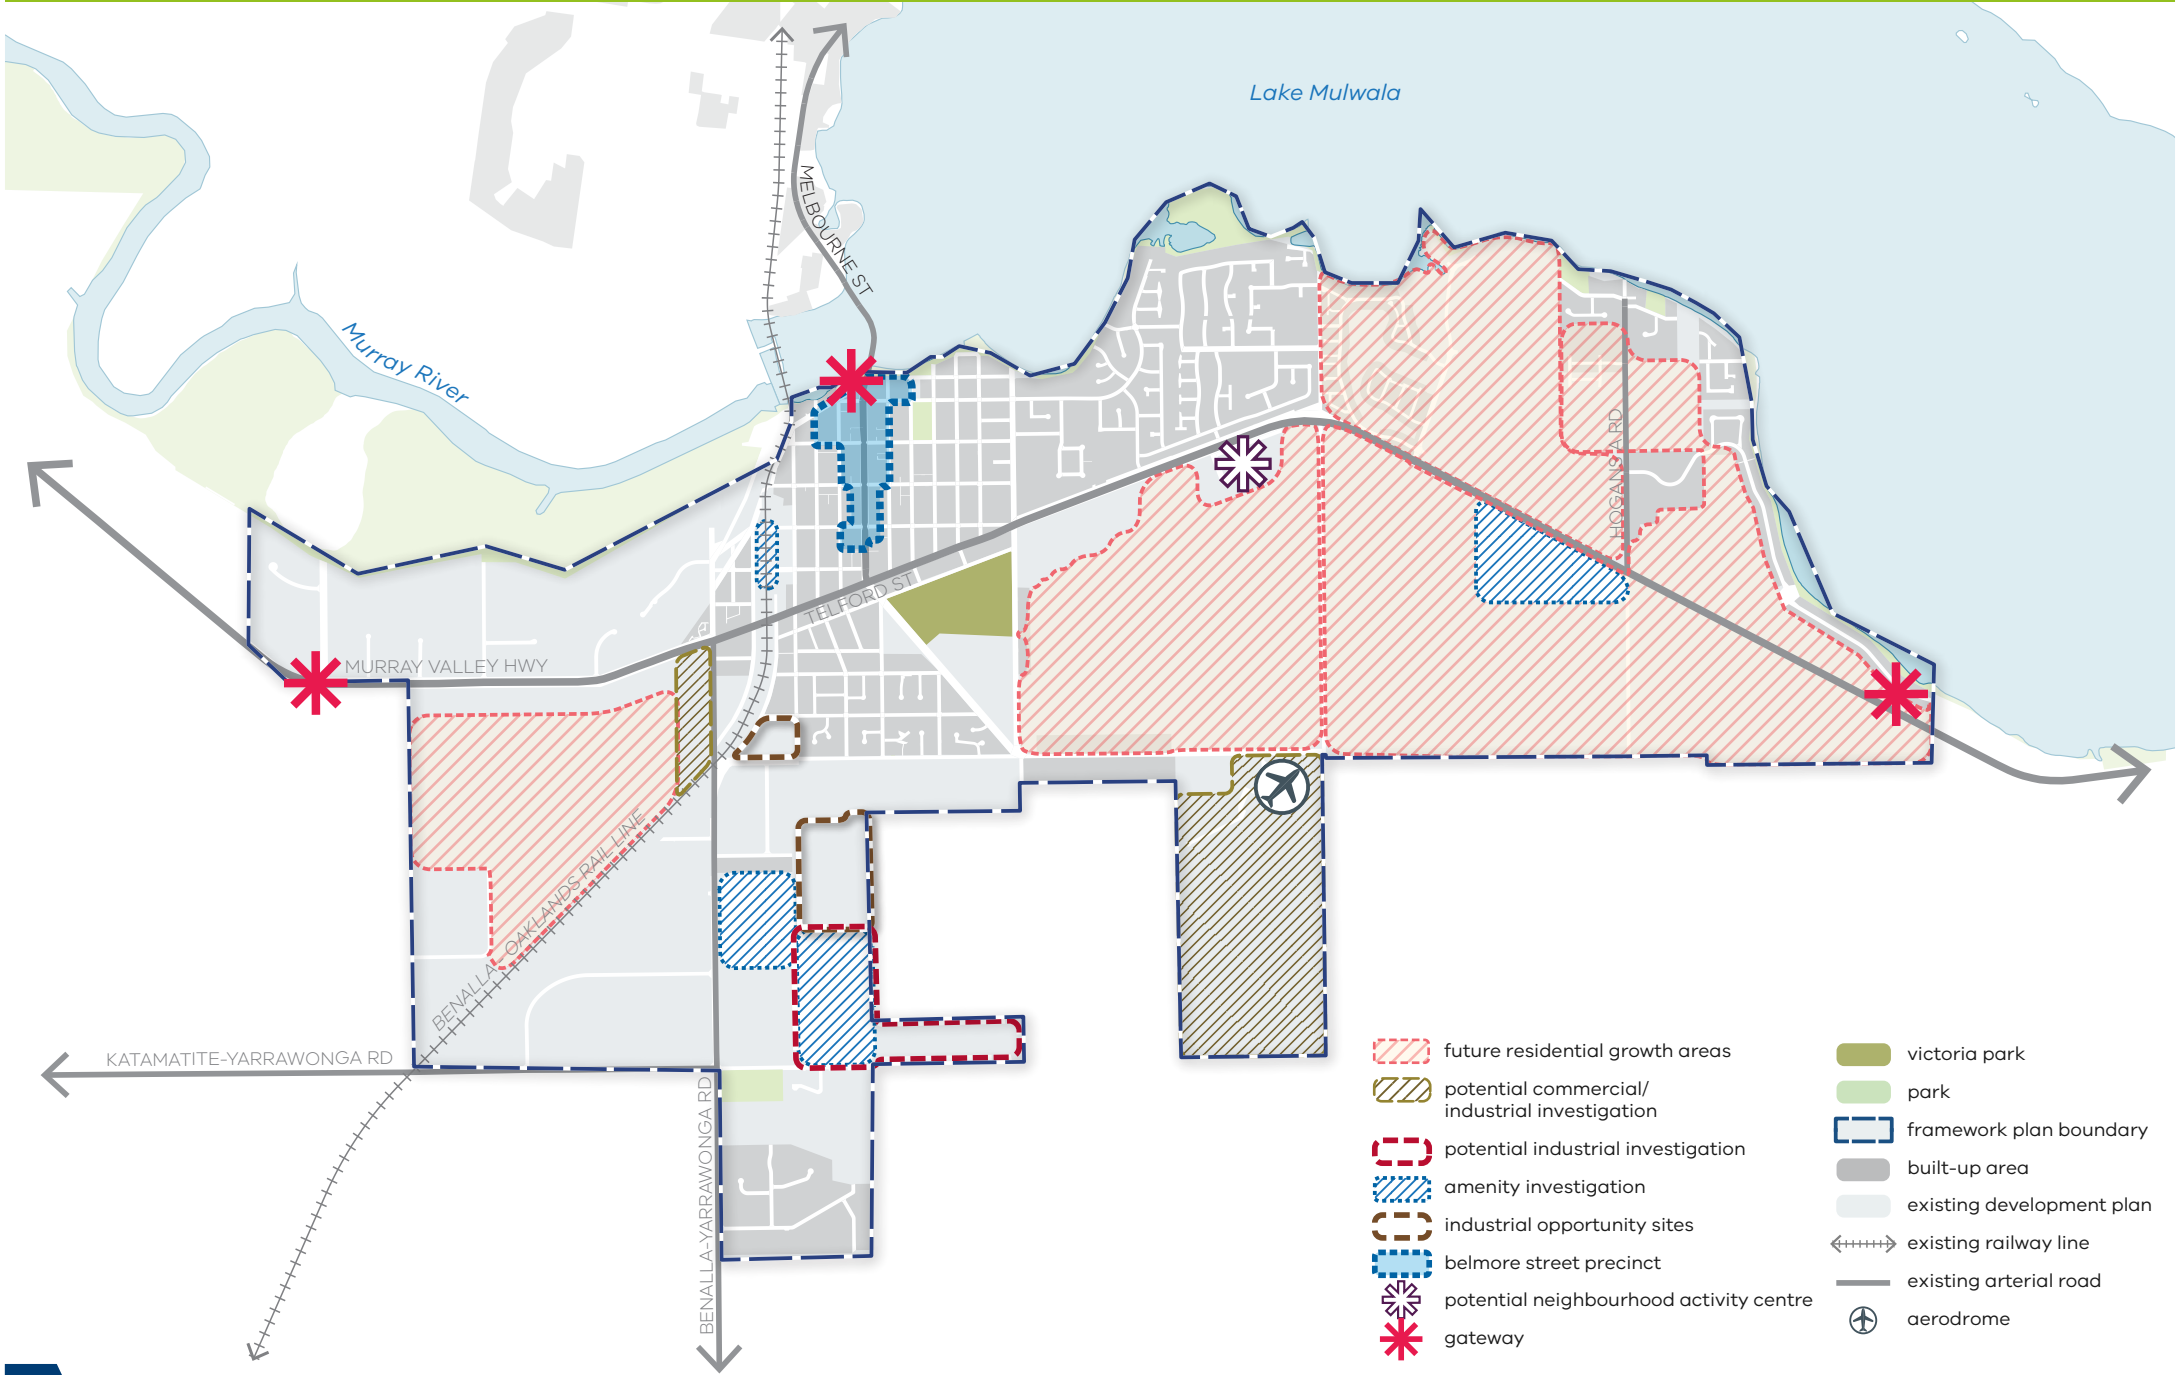 Lake Mulwala
MELBOURNE ST
Murray River
HOGANS RD
TELFORD ST
MURRAY VALLEY HWY
BENALLA - OAKLANDS RAIL LINE
KATAMATITE-YARRAWONGA RD
BENALLA-YARRAWONGA RD
future residential growth areas
potential commercial/
industrial investigation
potential industrial investigation
amenity investigation
industrial opportunity sites
belmore street precinct
potential neighbourhood activity centre
gateway
victoria park
park
framework plan boundary
built-up area
existing development plan
existing railway line
existing arterial road
aerodrome